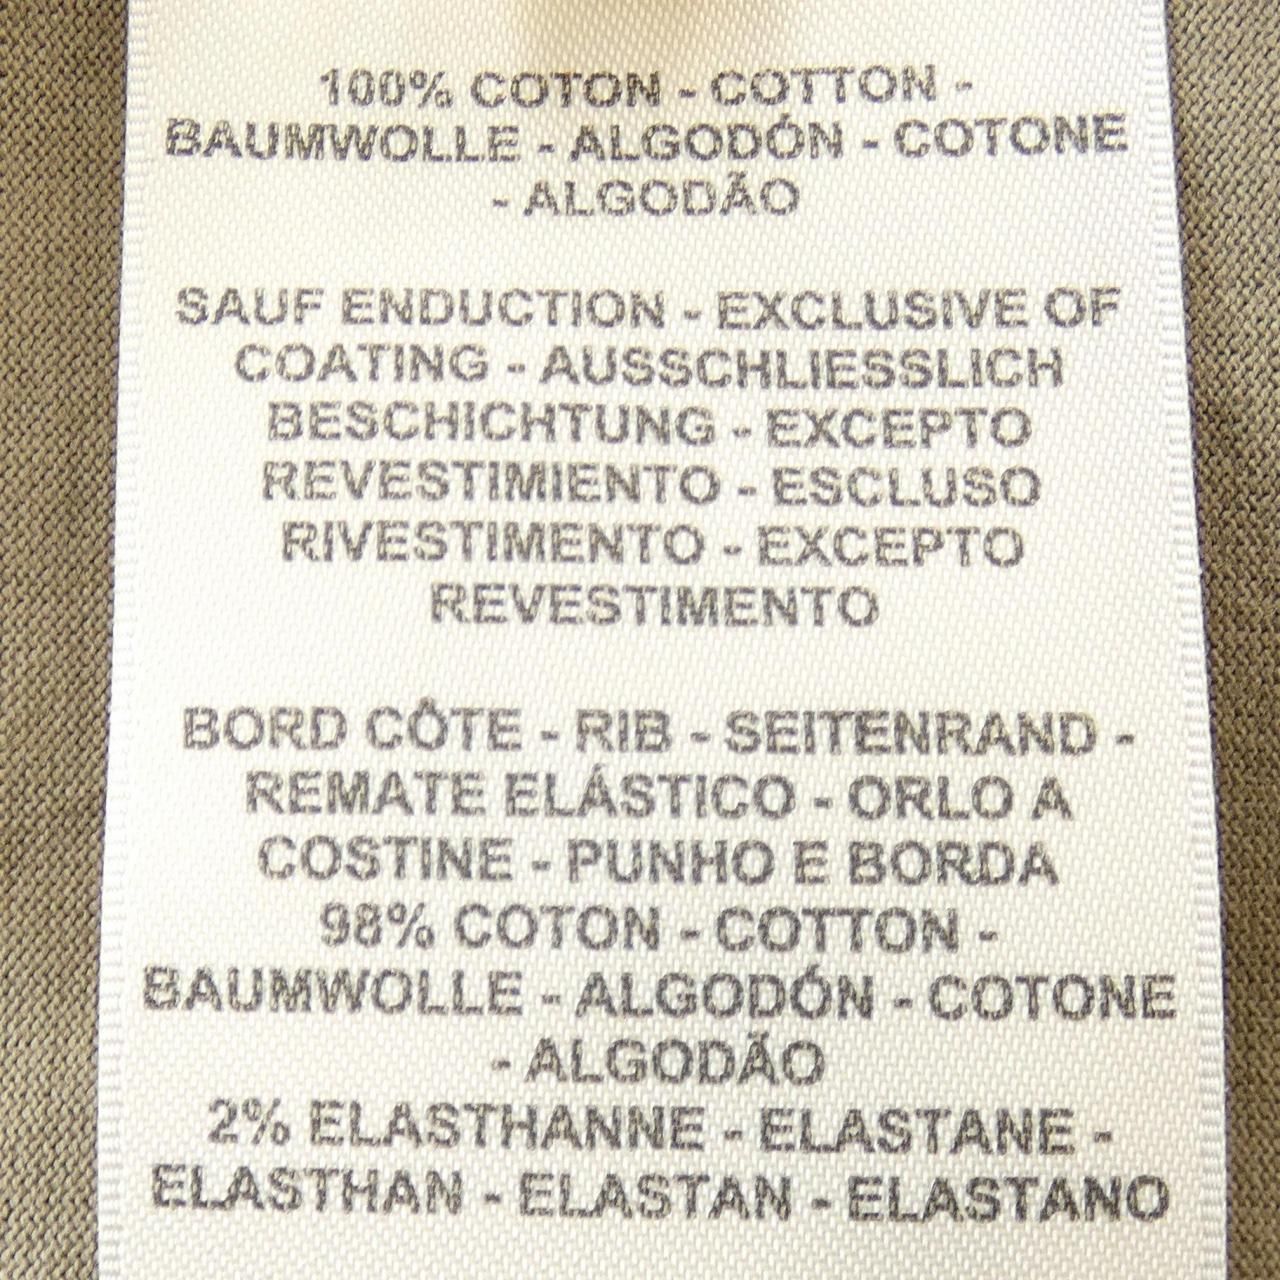 100% COTON - COTTON -
BAUMWOLLE - ALGODÓN - COTONE
- ALGODÃO
SAUF ENDUCTION - EXCLUSIVE OF
COATING - AUSSCHLIESSLICH
BESCHICHTUNG - EXCEPTO
REVESTIMIENTO - ESCLUSO
RIVESTIMENTO - EXCEPTO
REVESTIMENTO
BORD CÔTE - RIB - SEITENRAND -
REMATE ELÁSTICO - ORLO A
COSTINE - PUNHO E BORDA
98% COTON - COTTON -
BAUMWOLLE - ALGODÓN - COTONE
- ALGODÃO
2% ELASTHANNE - ELASTANE -
ELASTHAN - ELASTAN - ELASTANO